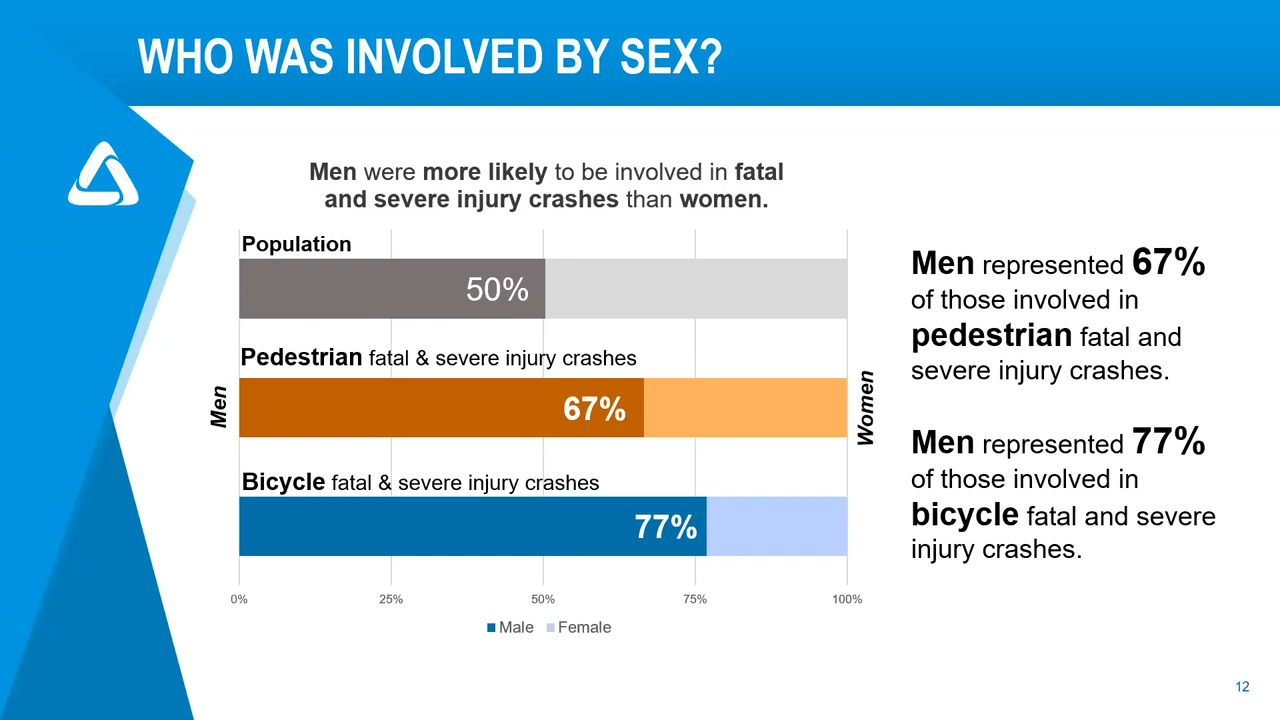 WHO WAS INVOLVED BY SEX?
Men were more likely to be involved in fatal
and severe injury crashes than women.
Population
50%
Pedestrian fatal & severe injury crashes
67%
Bicycle fatal & severe injury crashes
77%
Men
Women
0% 25% 50% 75% 100%
Male Female
Men represented 67%
of those involved in
pedestrian fatal and
severe injury crashes.
Men represented 77%
of those involved in
bicycle fatal and severe
injury crashes.
12